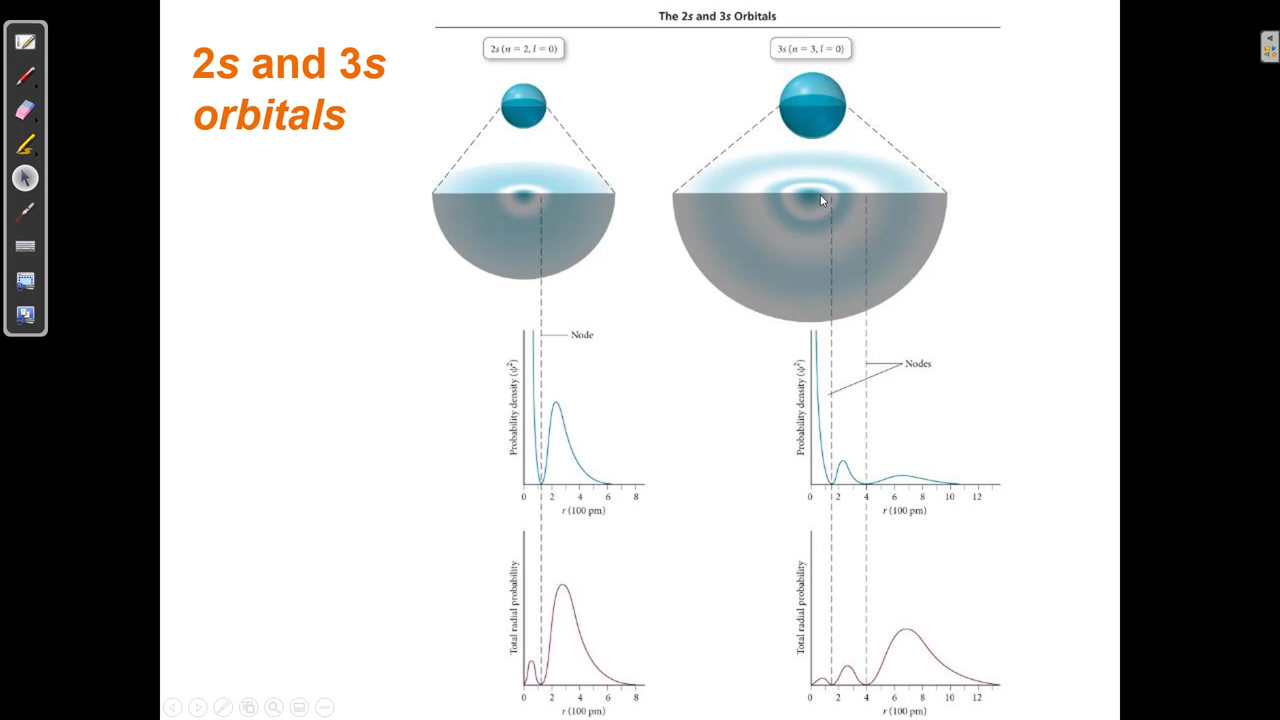 The 2s and 3s Orbitals
2s and 3s
orbitals
2s (n = 2, l = 0)
3s (n = 3, l = 0)
Node
Probability density (ψ²)
0 2 4 6 8
r (100 pm)
Nodes
Probability density (ψ²)
0 2 4 6 8 10 12
r (100 pm)
Total radial probability
0 2 4 6 8
r (100 pm)
Total radial probability
0 2 4 6 8 10 12
r (100 pm)